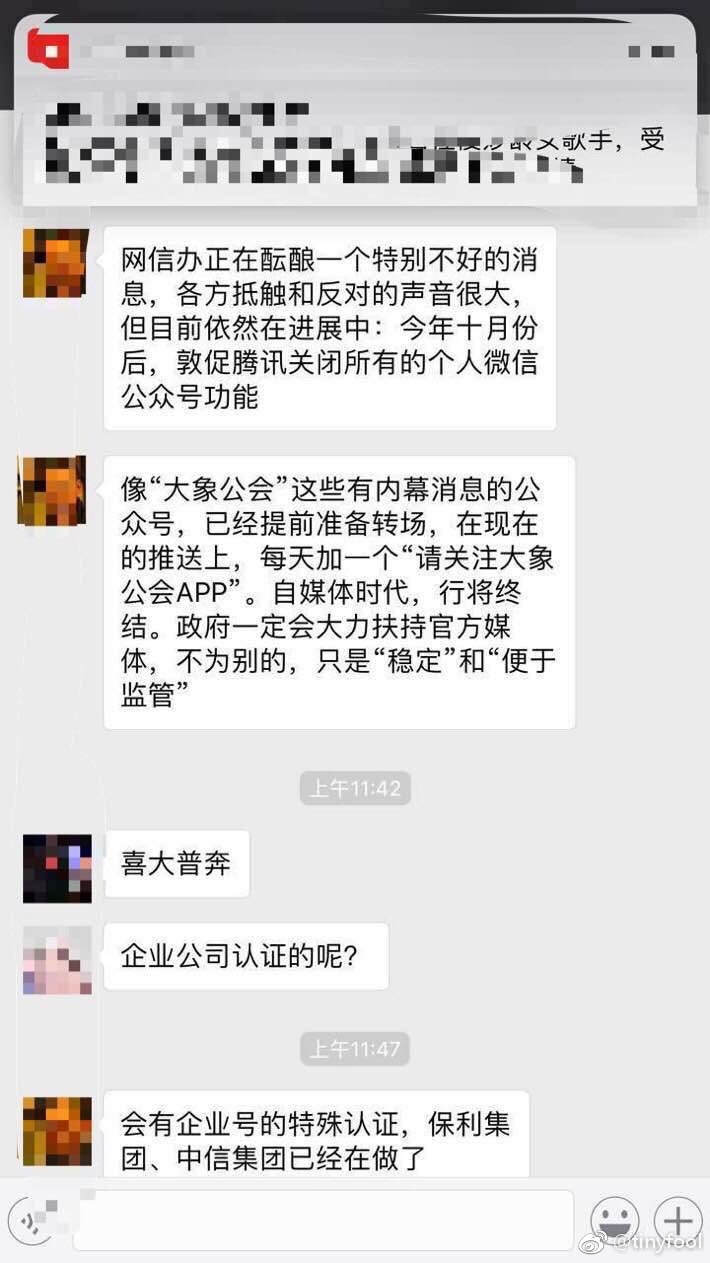 女歌手，受
网信办正在酝酿一个特别不好的消
息，各方抵触和反对的声音很大，
但目前依然在进展中：今年十月份
后，敦促腾讯关闭所有的个人微信
公众号功能
像“大象公会”这些有内幕消息的公
众号，已经提前准备转场，在现在
的推送上，每天加一个“请关注大象
公会APP”。自媒体时代，行将终
结。政府一定会大力扶持官方媒
体，不为别的，只是“稳定”和“便于
监管”
上午11:42
喜大普奔
企业公司认证的呢？
上午11:47
会有企业号的特殊认证，保利集
团、中信集团已经在做了
@tinyfool